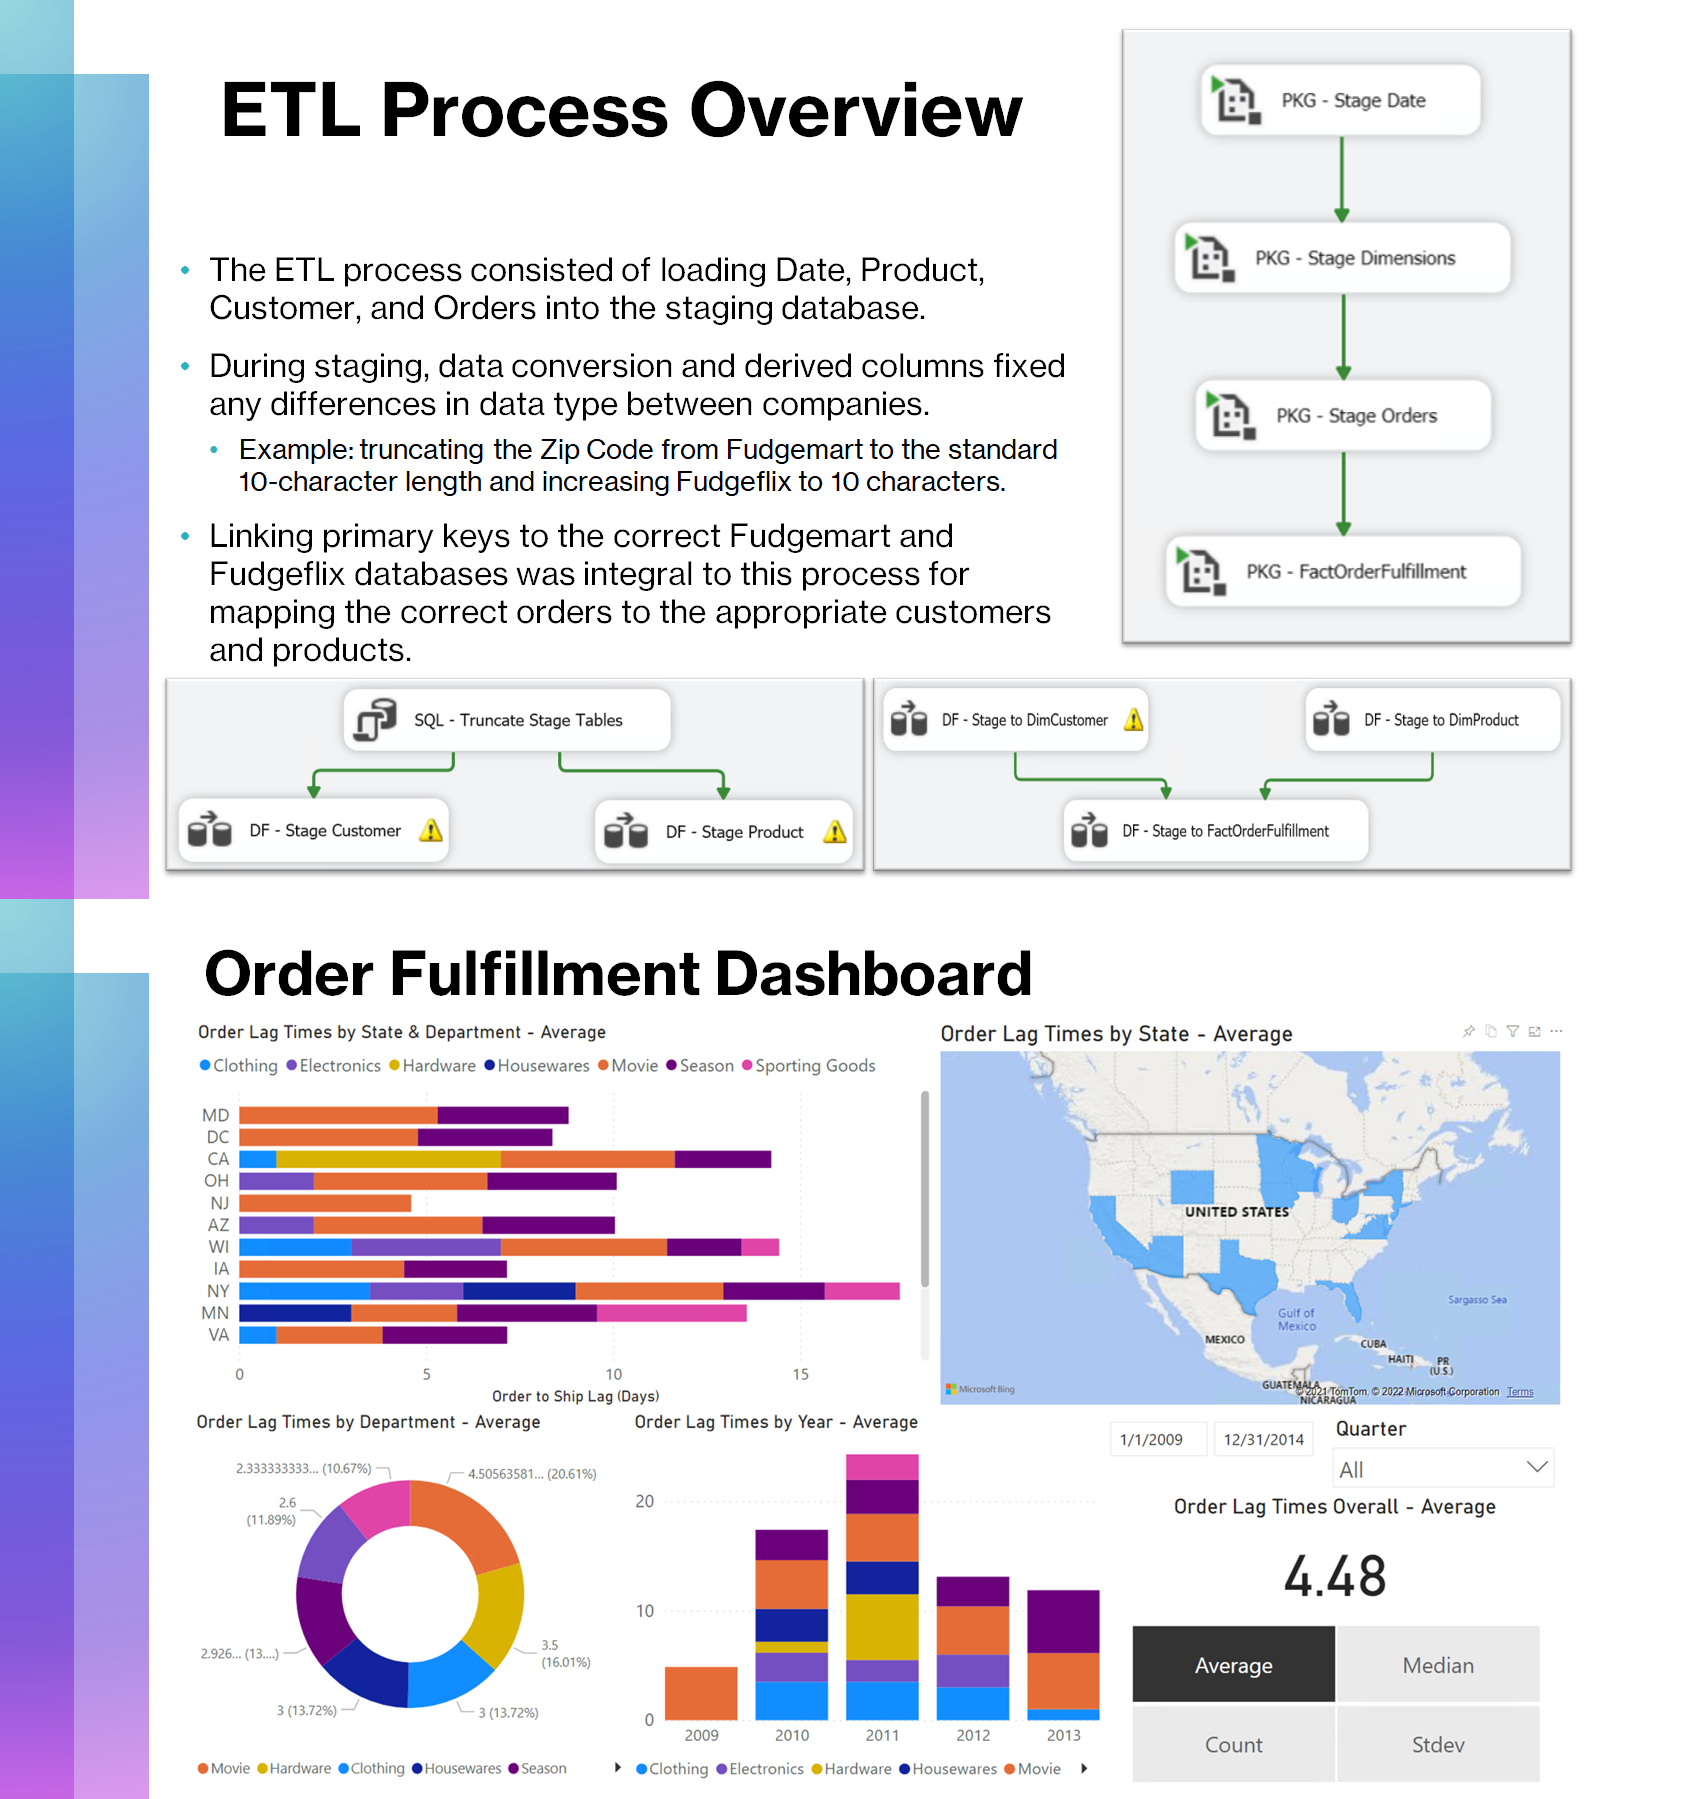 ETL Process Overview
• The ETL process consisted of loading Date, Product,
Customer, and Orders into the staging database.
• During staging, data conversion and derived columns fixed
any differences in data type between companies.
• Example: truncating the Zip Code from Fudgemart to the standard
10-character length and increasing Fudgeflix to 10 characters.
• Linking primary keys to the correct Fudgemart and
Fudgeflix databases was integral to this process for
mapping the correct orders to the appropriate customers
and products.
PKG - Stage Date
PKG - Stage Dimensions
PKG - Stage Orders
PKG - FactOrderFulfillment
SQL - Truncate Stage Tables
DF - Stage Customer
DF - Stage Product
DF - Stage to DimCustomer
DF - Stage to DimProduct
DF - Stage to FactOrderFulfillment
Order Fulfillment Dashboard
Order Lag Times by State & Department - Average
Clothing Electronics Hardware Housewares Movie Season Sporting Goods
MD
DC
CA
OH
NJ
AZ
WI
IA
NY
MN
VA
0 5 10 15
Order to Ship Lag (Days)
Order Lag Times by State - Average
UNITED STATES
Gulf of
Mexico
Sargasso Sea
MEXICO
CUBA
HAITI
PR
(U.S.)
GUATEMALA
NICARAGUA
Microsoft Bing
© 2021 TomTom, © 2022 Microsoft Corporation Terms
Order Lag Times by Department - Average
2.333333333... (10.67%)
4.50563581... (20.61%)
2.6
(11.89%)
3.5
(16.01%)
2.926... (13....)
3 (13.72%)
3 (13.72%)
Movie Hardware Clothing Housewares Season
Order Lag Times by Year - Average
20
10
0
2009 2010 2011 2012 2013
Clothing Electronics Hardware Housewares Movie
1/1/2009
12/31/2014
Quarter
All
Order Lag Times Overall - Average
4.48
Average
Median
Count
Stdev